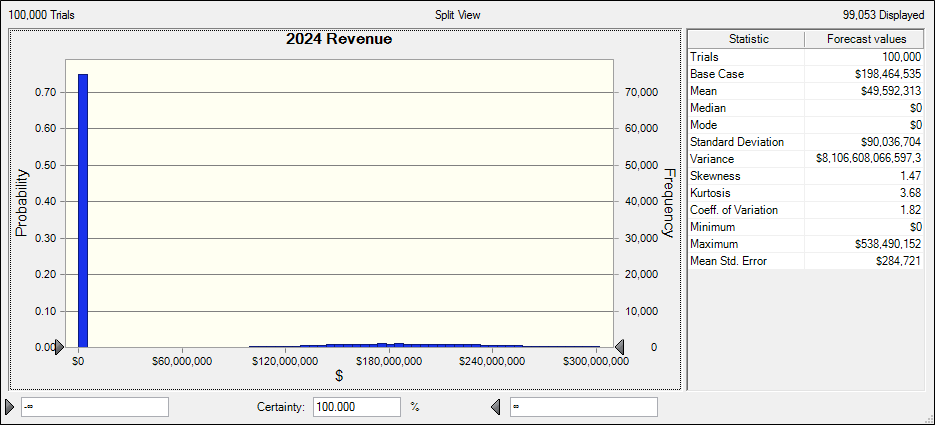 100,000 Trials Split View 99,053 Displayed
2024 Revenue
Probability
0.70
0.60
0.50
0.40
0.30
0.20
0.10
0.00
70,000
60,000
50,000
40,000
30,000
20,000
10,000
0
Frequency
$0 $60,000,000 $120,000,000 $180,000,000 $240,000,000 $300,000,000
$
Statistic Forecast values
Trials 100,000
Base Case $198,464,535
Mean $49,592,313
Median $0
Mode $0
Standard Deviation $90,036,704
Variance $8,106,608,066,597,3
Skewness 1.47
Kurtosis 3.68
Coeff. of Variation 1.82
Minimum $0
Maximum $538,490,152
Mean Std. Error $284,721
-∞ Certainty: 100.000 % ∞